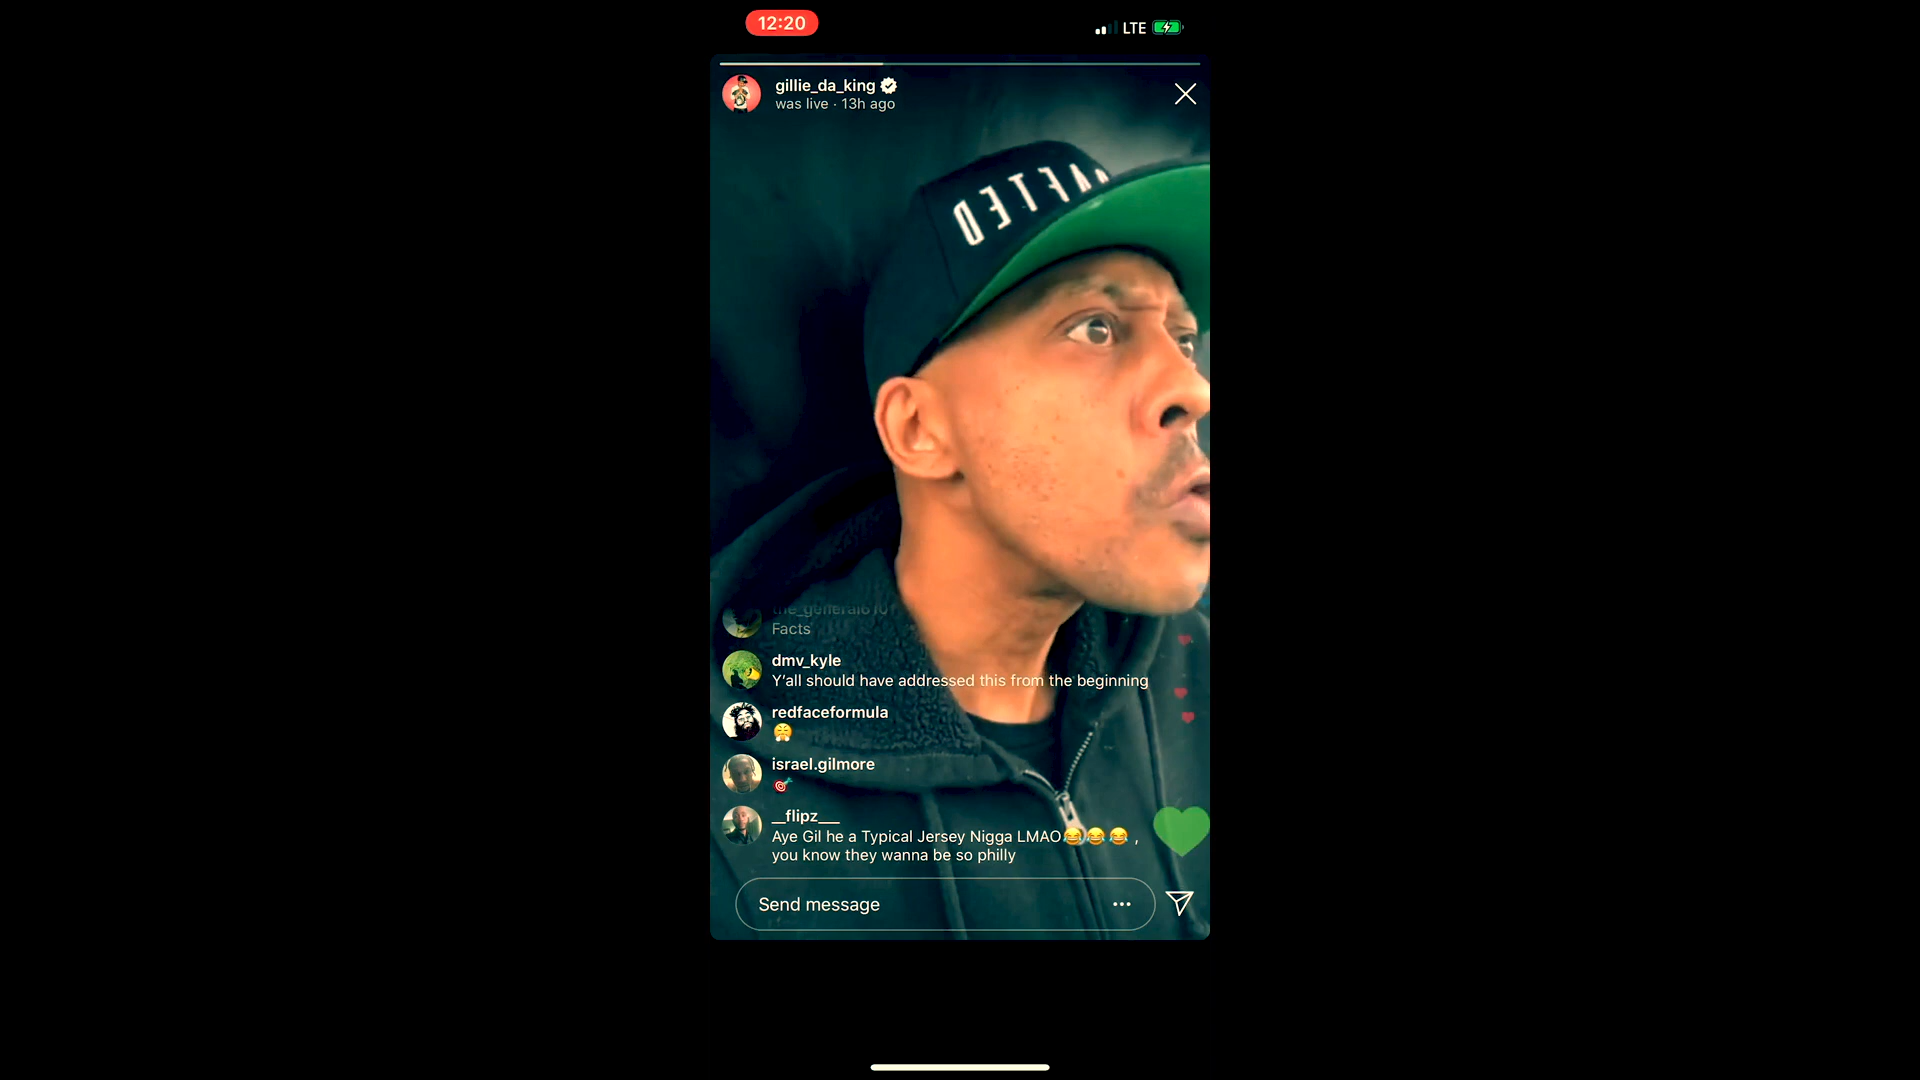 12:20
LTE
gillie_da_king
was live · 13h ago
Facts
dmv_kyle
Y’all should have addressed this from the beginning
redfaceformula
😤
israel.gilmore
🎯
__flipz__
Aye Gil he a Typical Jersey Nigga LMAO😂😂😂 ,
you know they wanna be so philly
Send message